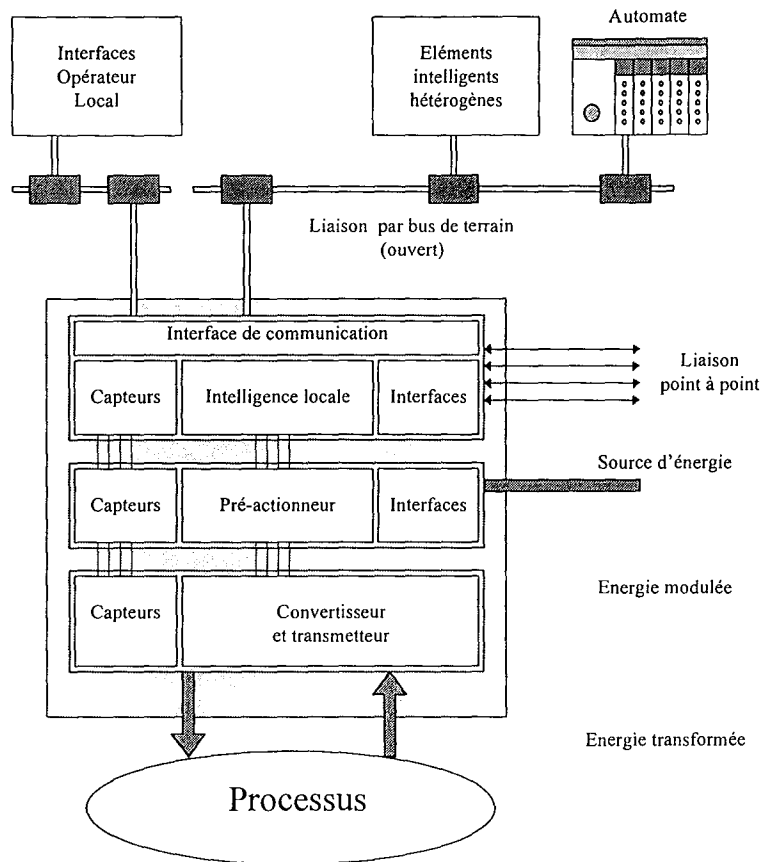 Automate
Interfaces
Opérateur
Local
Eléments
intelligents
hétérogènes
Liaison par bus de terrain
(ouvert)
Interface de communication
Capteurs
Intelligence locale
Interfaces
Liaison
point à point
Source d'énergie
Capteurs
Pré-actionneur
Interfaces
Energie modulée
Capteurs
Convertisseur
et transmetteur
Energie transformée
Processus